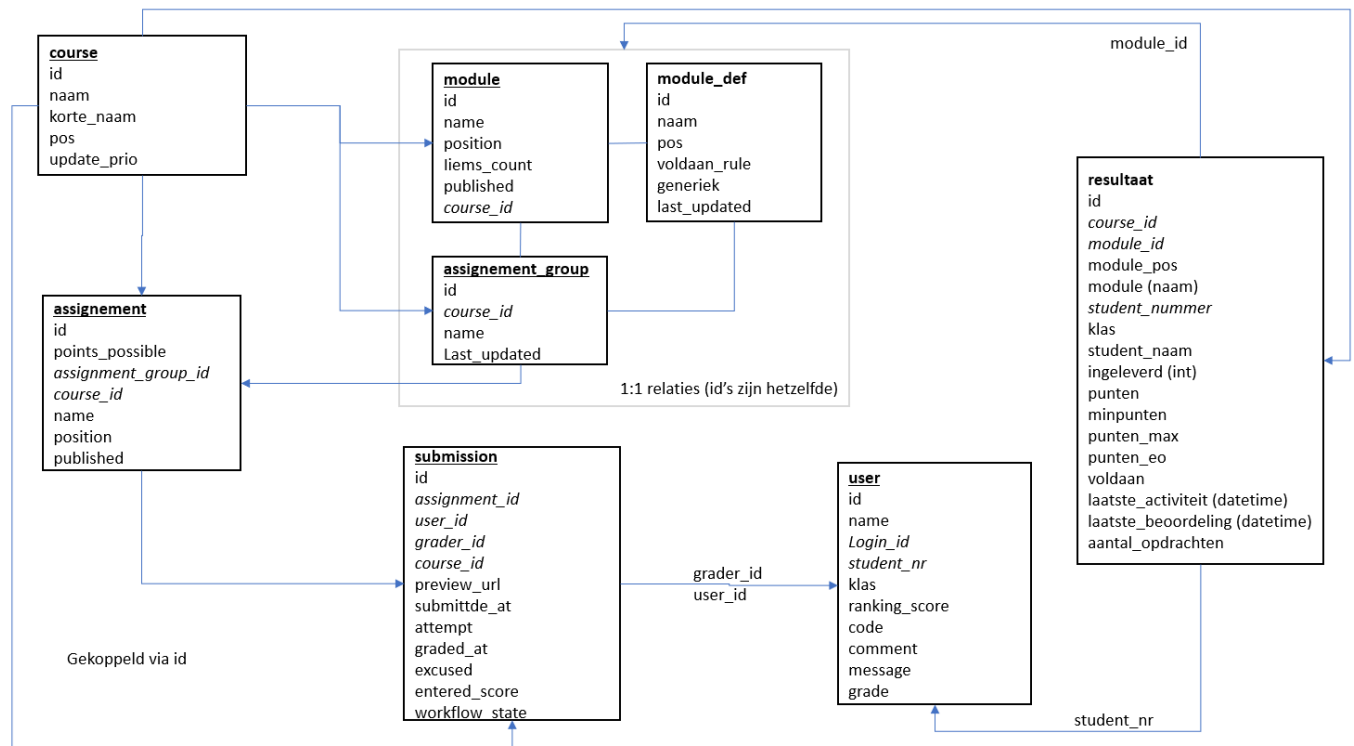 course
id
naam
korte_naam
pos
update_prio
module
id
name
position
liems_count
published
course_id
module_def
id
naam
pos
voldaan_rule
generiek
last_updated
module_id
assignement_group
id
course_id
name
Last_updated
1:1 relaties (id's zijn hetzelfde)
resultaat
id
course_id
module_id
module_pos
module (naam)
student_nummer
klas
student_naam
ingeleverd (int)
punten
minpunten
punten_max
punten_eo
voldaan
laatste_activiteit (datetime)
laatste_beoordeling (datetime)
aantal_opdrachten
assignement
id
points_possible
assignment_group_id
course_id
name
position
published
submission
id
assignment_id
user_id
grader_id
course_id
preview_url
submittde_at
attempt
graded_at
excused
entered_score
workflow_state
grader_id
user_id
user
id
name
Login_id
student_nr
klas
ranking_score
code
comment
message
grade
Gekoppeld via id
student_nr